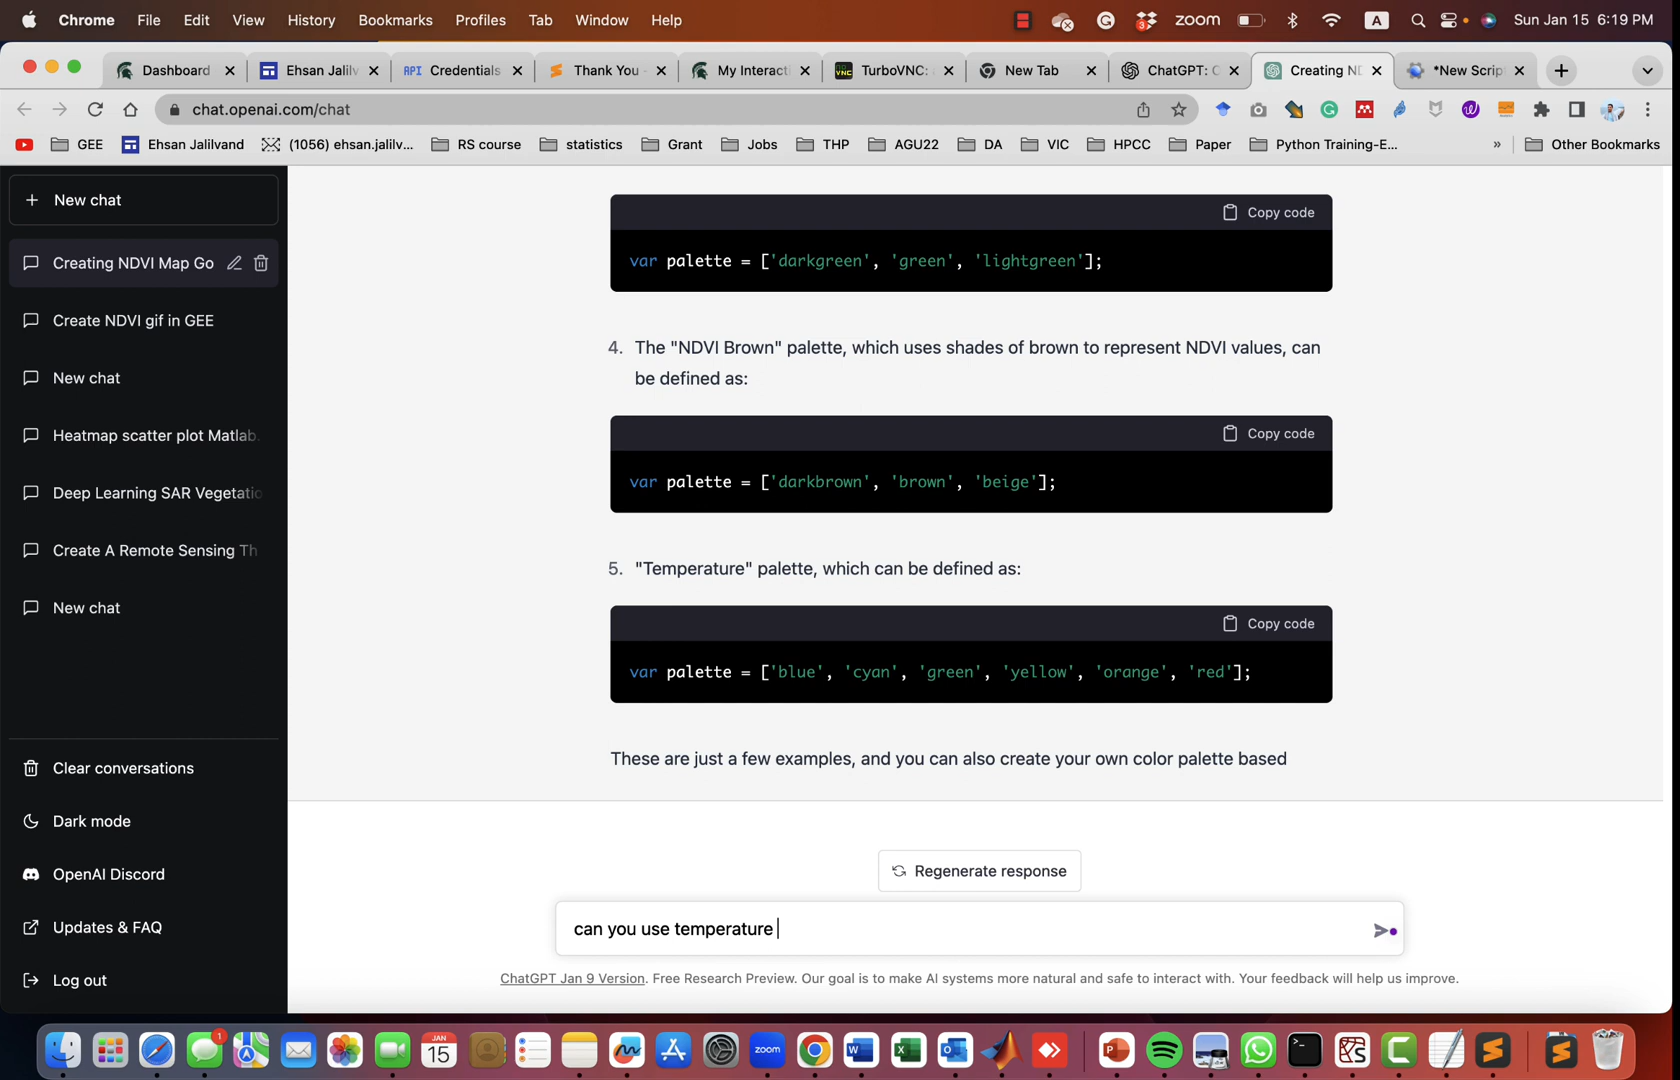 Chrome File Edit View History Bookmarks Profiles Tab Window Help 3 zoom A Sun Jan 15 6:19 PM
Dashboard Ehsan Jalilv API Credentials Thank You - My Interacti VNC TurboVNC: New Tab ChatGPT: O Creating ND *New Scrip
chat.openai.com/chat
GEE Ehsan Jalilvand (1056) ehsan.jalilv... RS course statistics Grant Jobs THP AGU22 DA VIC HPCC Paper Python Training-E... » Other Bookmarks
+ New chat
Creating NDVI Map Go
Create NDVI gif in GEE
New chat
Heatmap scatter plot Matlab.
Deep Learning SAR Vegetatio
Create A Remote Sensing Th
New chat
Clear conversations
Dark mode
OpenAI Discord
Updates & FAQ
Log out
Copy code
var palette = ['darkgreen', 'green', 'lightgreen'];
4. The "NDVI Brown" palette, which uses shades of brown to represent NDVI values, can
be defined as:
Copy code
var palette = ['darkbrown', 'brown', 'beige'];
5. "Temperature" palette, which can be defined as:
Copy code
var palette = ['blue', 'cyan', 'green', 'yellow', 'orange', 'red'];
These are just a few examples, and you can also create your own color palette based
Regenerate response
can you use temperature
ChatGPT Jan 9 Version. Free Research Preview. Our goal is to make AI systems more natural and safe to interact with. Your feedback will help us improve.
1 JAN 15 zoom